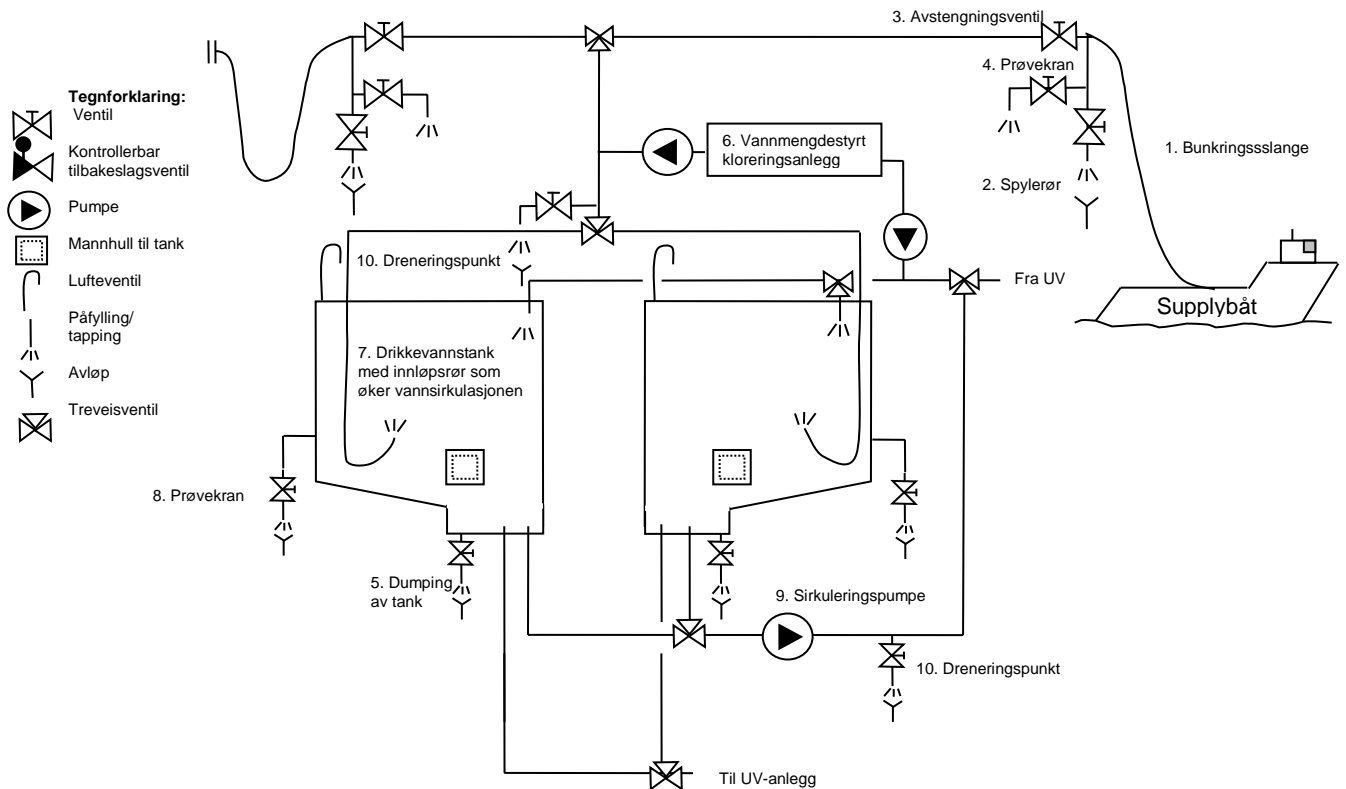 3. Avstengningsventil
4. Prøvekran
Tegnforklaring:
Ventil
Kontrollerbar
tilbakeslagsventil
Pumpe
Mannhull til tank
Lufteventil
Påfylling/
tapping
Avløp
Treveisventil
6. Vannmengdestyrt
kloreringsanlegg
1. Bunkringssslange
2. Spylerør
10. Dreneringspunkt
Fra UV
Supplybåt
7. Drikkevannstank
med innløpsrør som
øker vannsirkulasjonen
8. Prøvekran
5. Dumping
av tank
9. Sirkuleringspumpe
10. Dreneringspunkt
Til UV-anlegg